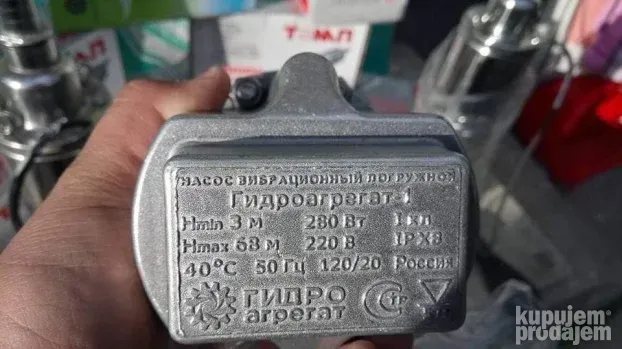 ТЕМП
НАСОС ВИБРАЦИОННЫЙ ПОГРУЖНОЙ
Гидроагрегат-1
Hmin 3 м 280 Вт I кл
Hmax 68 м 220 В IPX8
40°C 50 Гц 120/20 Россия
ГИДРО
агрегат
kupujem
prodajem